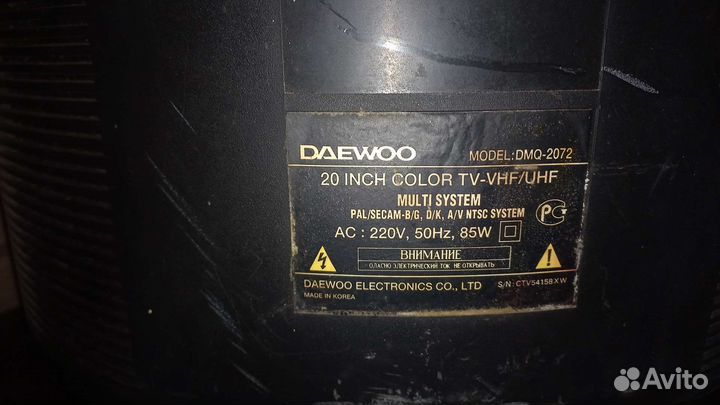 DAEWOO MODEL:DMQ-2072
20 INCH COLOR TV-VHF/UHF
MULTI SYSTEM
PAL/SECAM-B/G, D/K, A/V NTSC SYSTEM
AC : 220V, 50Hz, 85W
ВНИМАНИЕ
ОПАСНО ЭЛЕКТРИЧЕСКИЙ ТОК НЕ ОТКРЫВАТЬ
DAEWOO ELECTRONICS CO., LTD S/N: CTV54158XW
MADE IN KOREA
Avito